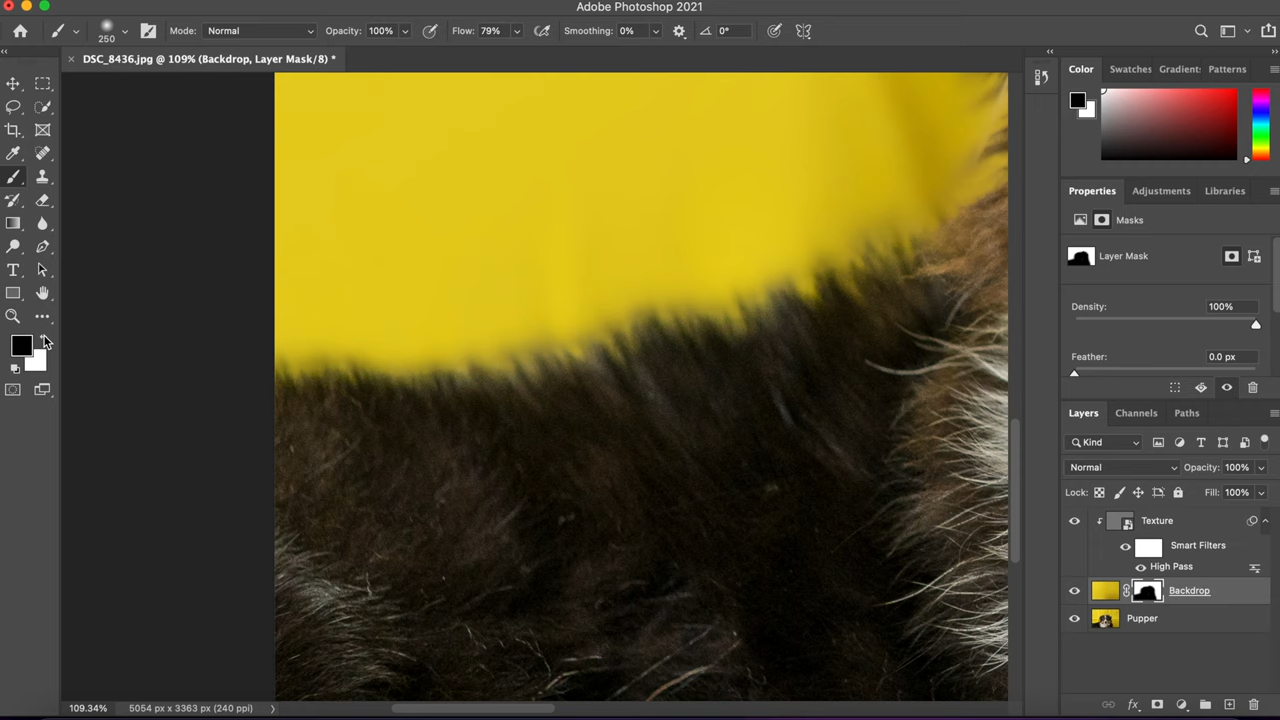 Adobe Photoshop 2021
250 Mode: Normal Opacity: 100% Flow: 79% Smoothing: 0% 0°
DSC_8436.jpg @ 109% (Backdrop, Layer Mask/8) *
Color Swatches Gradient: Patterns
Properties Adjustments Libraries
Masks
Layer Mask
Density: 100%
Feather: 0.0 px
Layers Channels Paths
Kind
Normal Opacity: 100%
Lock: Fill: 100%
Texture
Smart Filters
High Pass
Backdrop
Pupper
109.34% 5054 px x 3363 px (240 ppi)